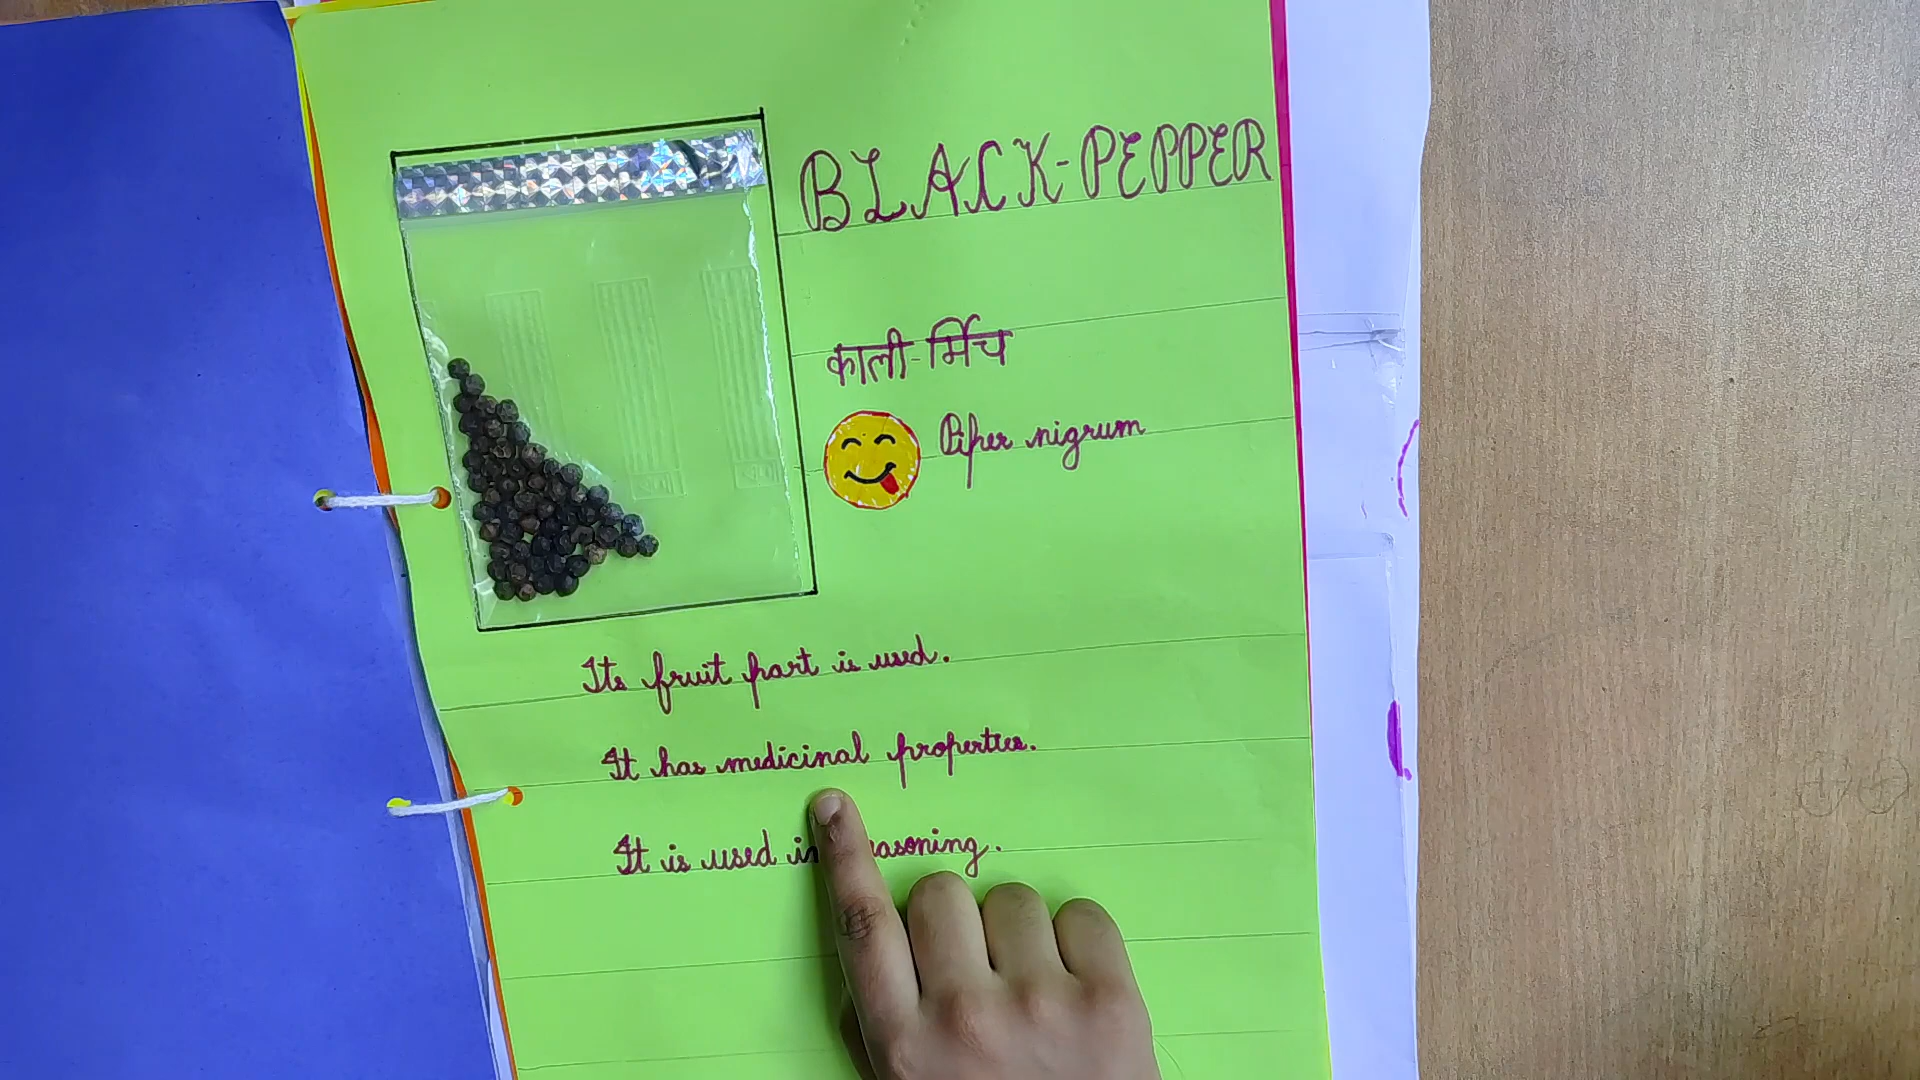 BLACK-PEPPER
काली-मिर्च
Piper nigrum
Its fruit part is used.
It has medicinal properties.
It is used in